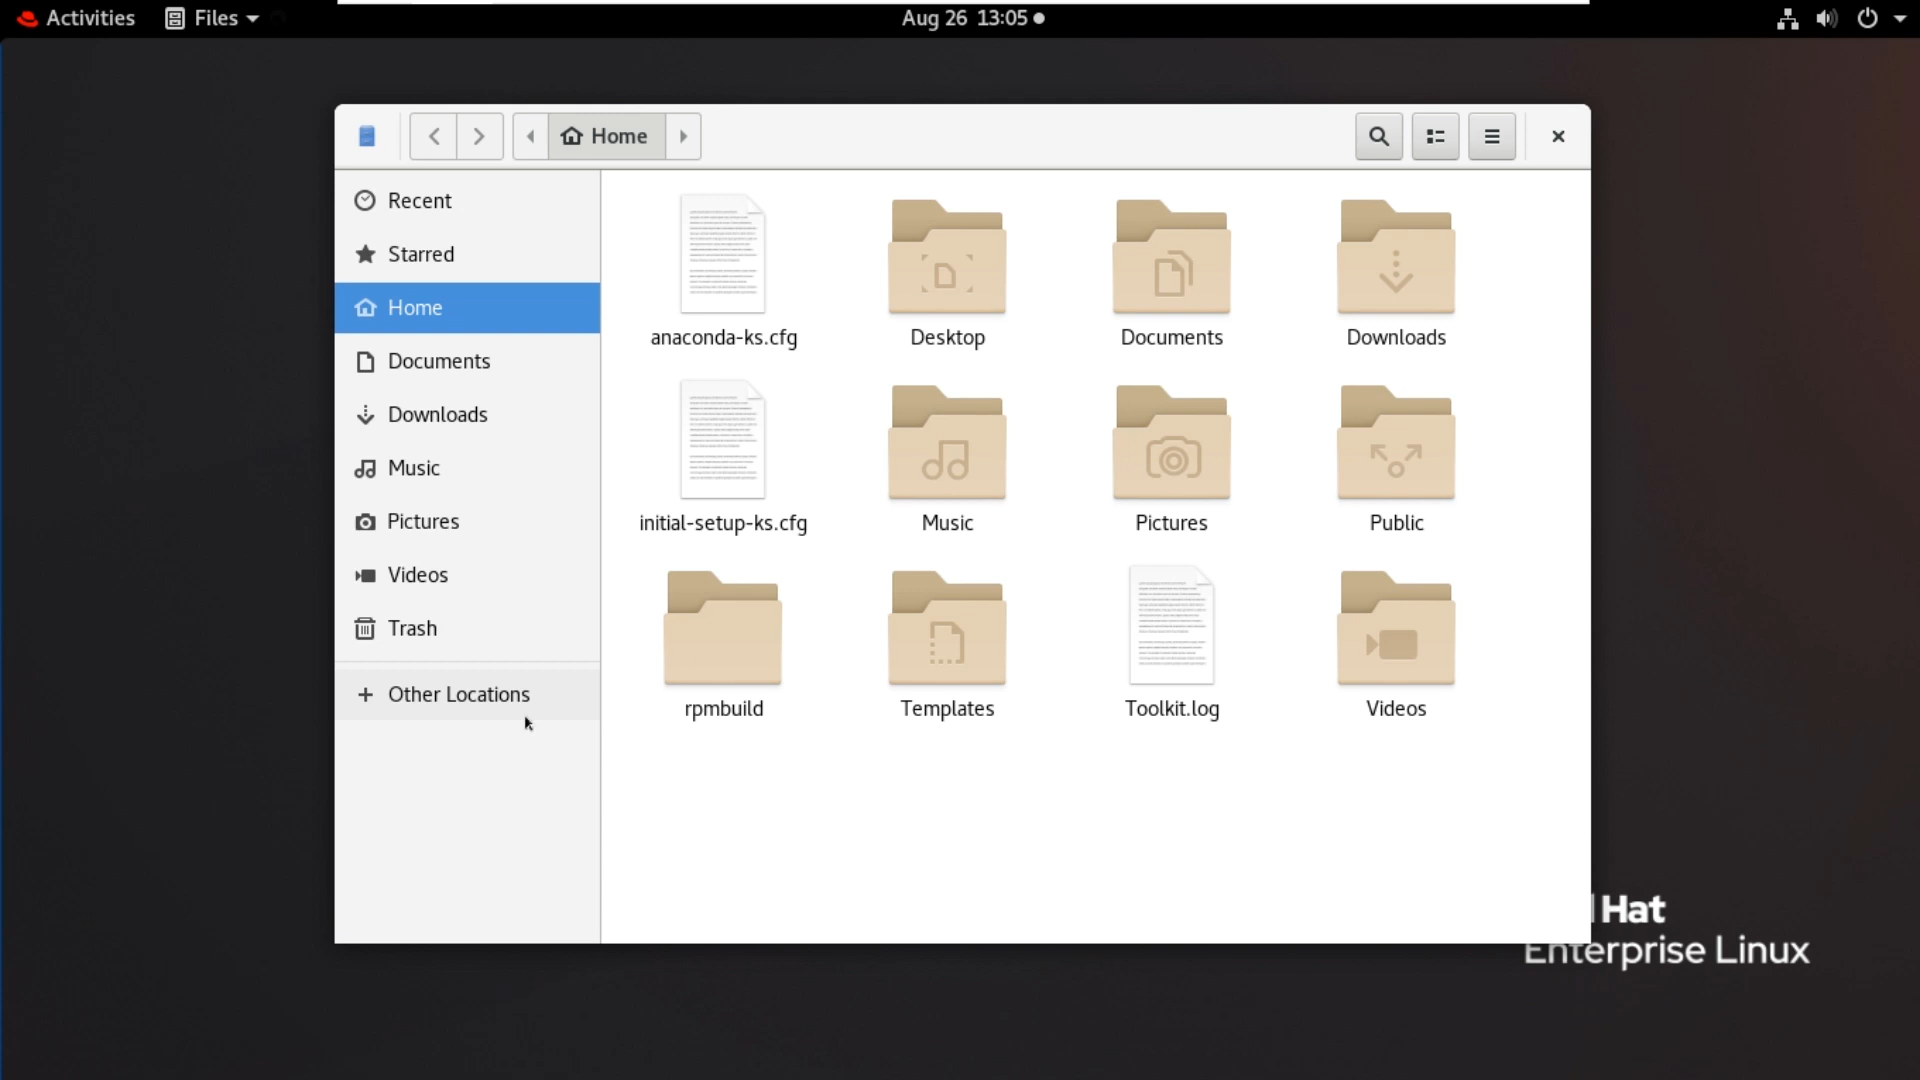 Activities
Files
Aug 26 13:05
Home
Recent
Starred
Home
Documents
Downloads
Music
Pictures
Videos
Trash
Other Locations
anaconda-ks.cfg
Desktop
Documents
Downloads
initial-setup-ks.cfg
Music
Pictures
Public
rpmbuild
Templates
Toolkit.log
Videos
Hat
Enterprise Linux